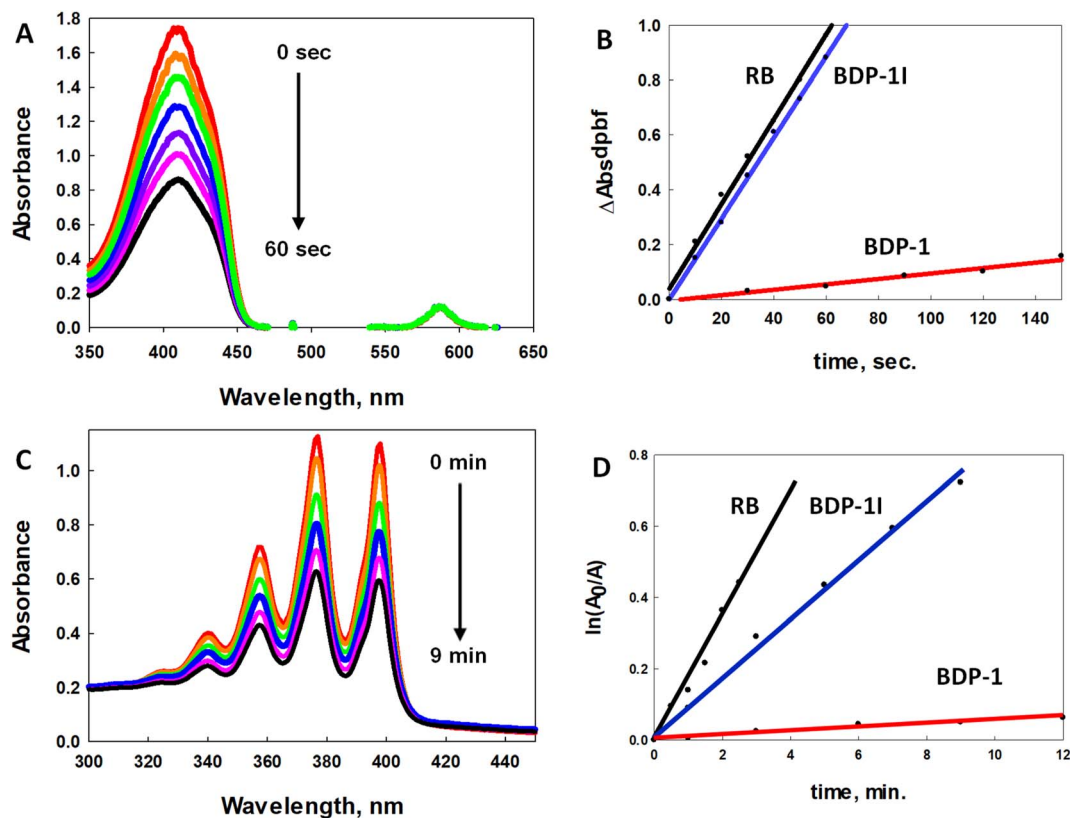 A
1.8
1.6
1.4
1.2
1.0
0.8
0.6
0.4
0.2
0.0
Absorbance
0 sec
60 sec
350 400 450 500 550 600 650
Wavelength, nm
B
1.0
0.8
0.6
0.4
0.2
0.0
ΔAbsdpbf
RB
BDP-1I
BDP-1
0 20 40 60 80 100 120 140
time, sec.
C
1.0
0.8
0.6
0.4
0.2
0.0
Absorbance
0 min
9 min
300 320 340 360 380 400 420 440
Wavelength, nm
D
0.8
0.6
0.4
0.2
0.0
ln(A0/A)
RB
BDP-1I
BDP-1
0 2 4 6 8 10 12
time, min.